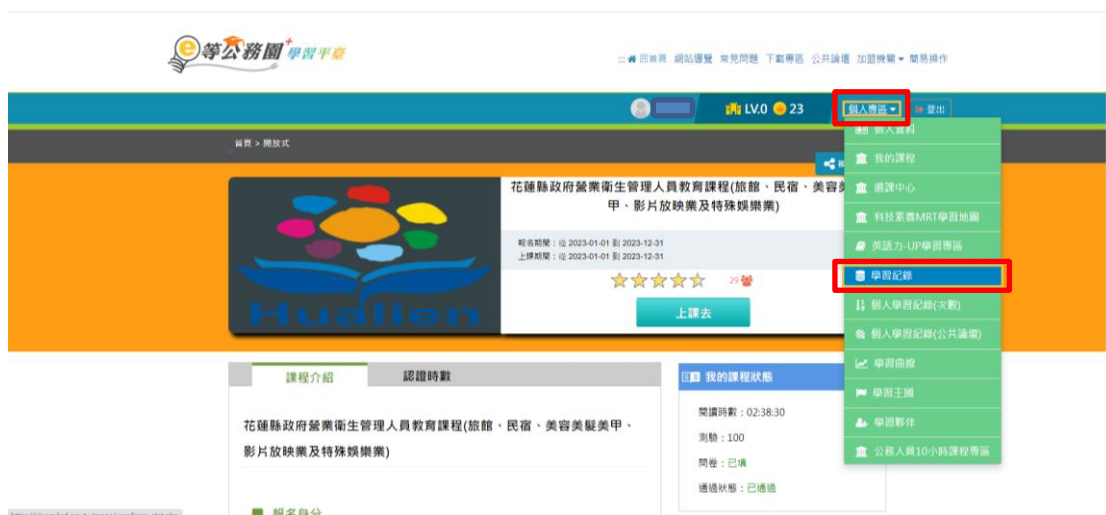 e等公務園+學習平臺
::: 回首頁 網站導覽 常見問題 下載專區 公共論壇 加盟機關 簡易操作
LV.0 23 個人專區 登出
首頁 > 開放式
個人資料
我的課程
選課中心
科技素養MRT學習地圖
英語力-UP學習專區
學習紀錄
個人學習紀錄(次數)
個人學習紀錄(公共論壇)
學習曲線
學習王國
學習夥伴
公務人員10小時課程專區
Hualien
花蓮縣政府營業衛生管理人員教育課程(旅館、民宿、美容美
甲、影片放映業及特殊娛樂業)
報名期間：從 2023-01-01 到 2023-12-31
上課期間：從 2023-01-01 到 2023-12-31
29
上課去
課程介紹 認證時數
花蓮縣政府營業衛生管理人員教育課程(旅館、民宿、美容美髮美甲、
影片放映業及特殊娛樂業)
報名身分
我的課程狀態
閱讀時數：02:38:30
測驗：100
問卷：已填
通過狀態：已通過